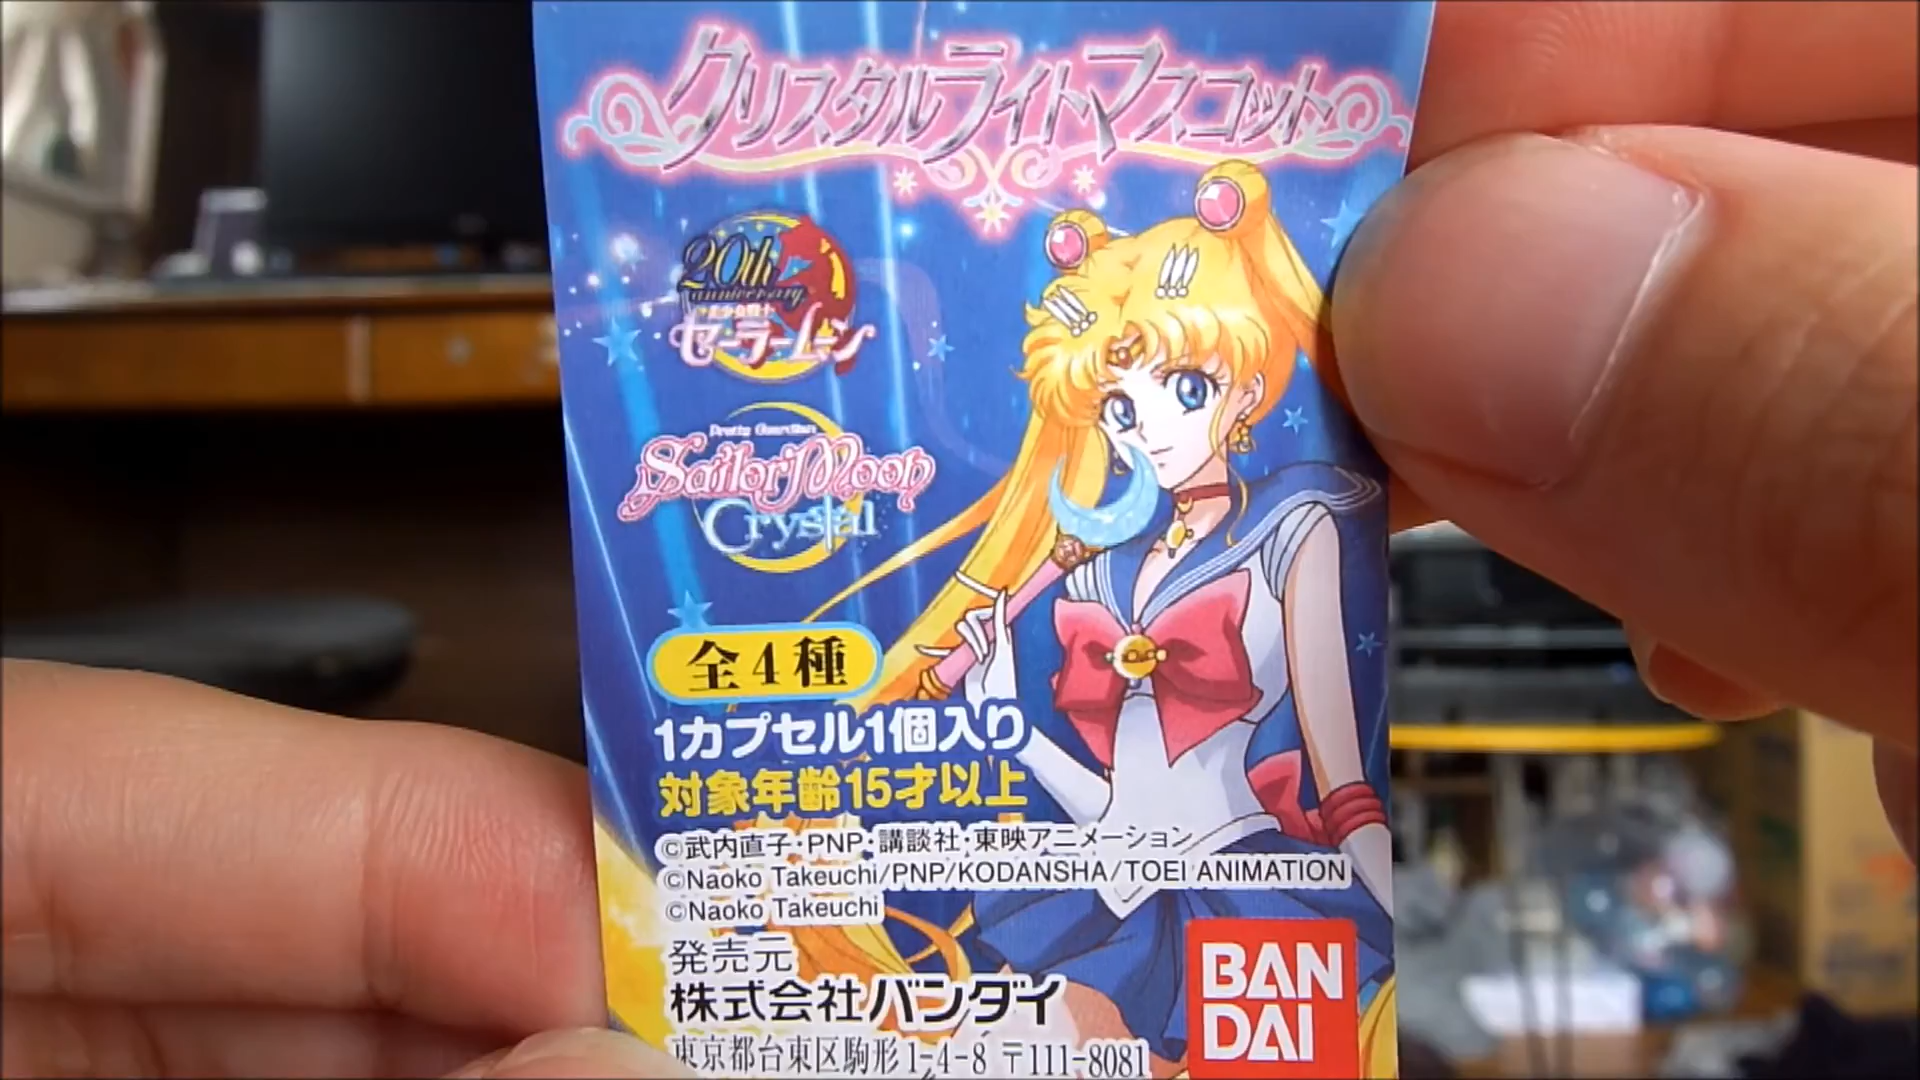 クリスタルライトマスコット
20th
anniversary
美少女戦士
セーラームーン
Pretty Guardian
Sailor Moon
Crystal
全4種
1カプセル1個入り
対象年齢15才以上
©武内直子・PNP・講談社・東映アニメーション
©Naoko Takeuchi/PNP/KODANSHA/TOEI ANIMATION
©Naoko Takeuchi
発売元
株式会社バンダイ
東京都台東区駒形1-4-8 〒111-8081
BAN
DAI